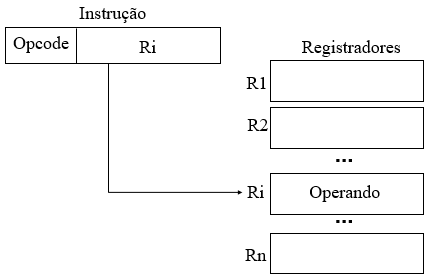 Instrução
Opcode
Ri
Registradores
R1
R2
...
Ri
Operando
...
Rn